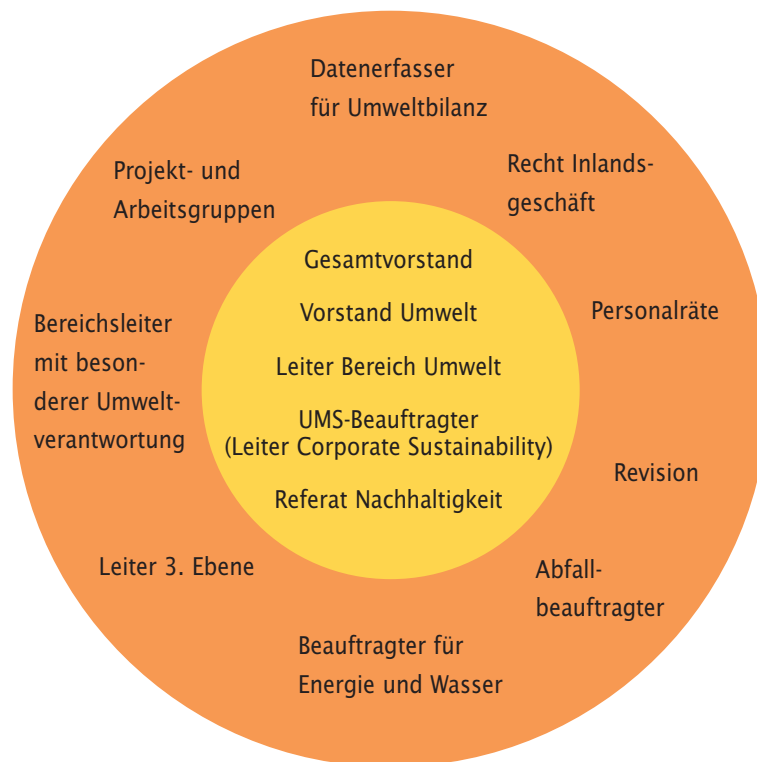 Datenerfasser
für Umweltbilanz
Recht Inlands-
geschäft
Projekt- und
Arbeitsgruppen
Gesamtvorstand
Vorstand Umwelt
Leiter Bereich Umwelt
UMS-Beauftragter
(Leiter Corporate Sustainability)
Referat Nachhaltigkeit
Personalräte
Bereichsleiter
mit beson-
derer Umwelt-
verantwortung
Revision
Leiter 3. Ebene
Abfall-
beauftragter
Beauftragter für
Energie und Wasser